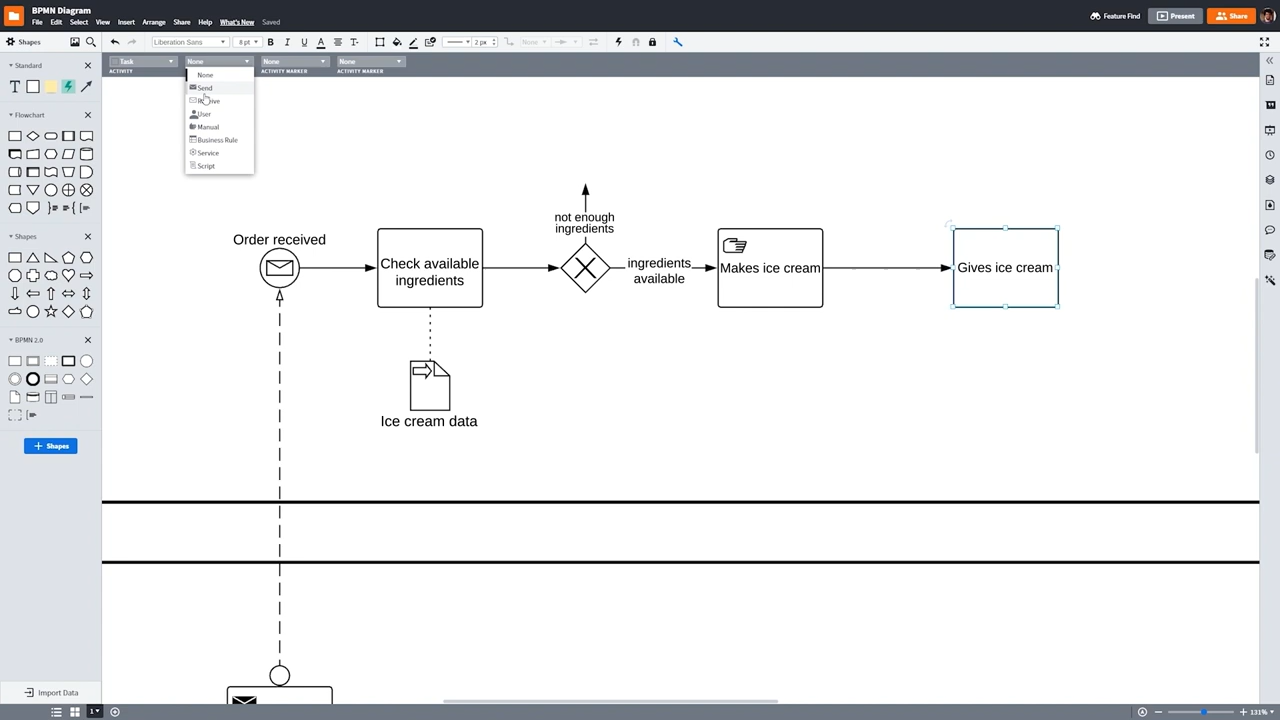 BPMN Diagram
File Edit Select View Insert Arrange Share Help What's New Saved
Feature Find
Present
Share
Shapes
Liberation Sans
8 pt
2 px
None
Task
None
None
None
ACTIVITY
ACTIVITY MARKER
ACTIVITY MARKER
None
Send
User
Manual
Business Rule
Service
Script
Standard
Flowchart
Shapes
BPMN 2.0
+ Shapes
Import Data
Order received
Check available
ingredients
not enough
ingredients
ingredients
available
Makes ice cream
Gives ice cream
Ice cream data
1
131%